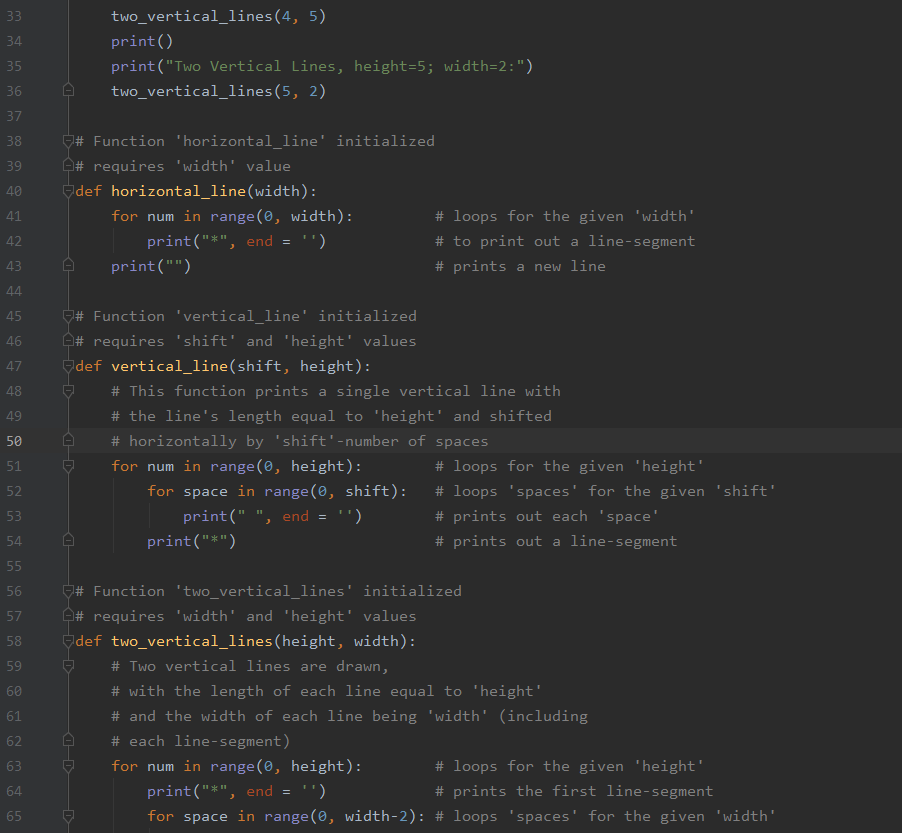 33 two_vertical_lines(4, 5)
34 print()
35 print("Two Vertical Lines, height=5; width=2:")
36 two_vertical_lines(5, 2)
37
38 # Function 'horizontal_line' initialized
39 # requires 'width' value
40 def horizontal_line(width):
41 for num in range(0, width): # loops for the given 'width'
42 print("*", end = '') # to print out a line-segment
43 print("") # prints a new line
44
45 # Function 'vertical_line' initialized
46 # requires 'shift' and 'height' values
47 def vertical_line(shift, height):
48 # This function prints a single vertical line with
49 # the line's length equal to 'height' and shifted
50 # horizontally by 'shift'-number of spaces
51 for num in range(0, height): # loops for the given 'height'
52 for space in range(0, shift): # loops 'spaces' for the given 'shift'
53 print(" ", end = '') # prints out each 'space'
54 print("*") # prints out a line-segment
55
56 # Function 'two_vertical_lines' initialized
57 # requires 'width' and 'height' values
58 def two_vertical_lines(height, width):
59 # Two vertical lines are drawn,
60 # with the length of each line equal to 'height'
61 # and the width of each line being 'width' (including
62 # each line-segment)
63 for num in range(0, height): # loops for the given 'height'
64 print("*", end = '') # prints the first line-segment
65 for space in range(0, width-2): # loops 'spaces' for the given 'width'